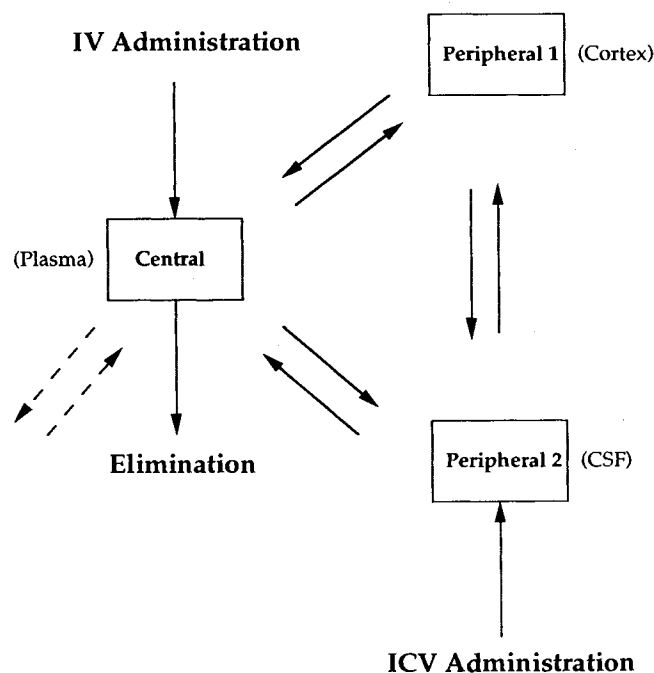 IV Administration
Peripheral 1 (Cortex)
(Plasma) Central
Elimination
Peripheral 2 (CSF)
ICV Administration